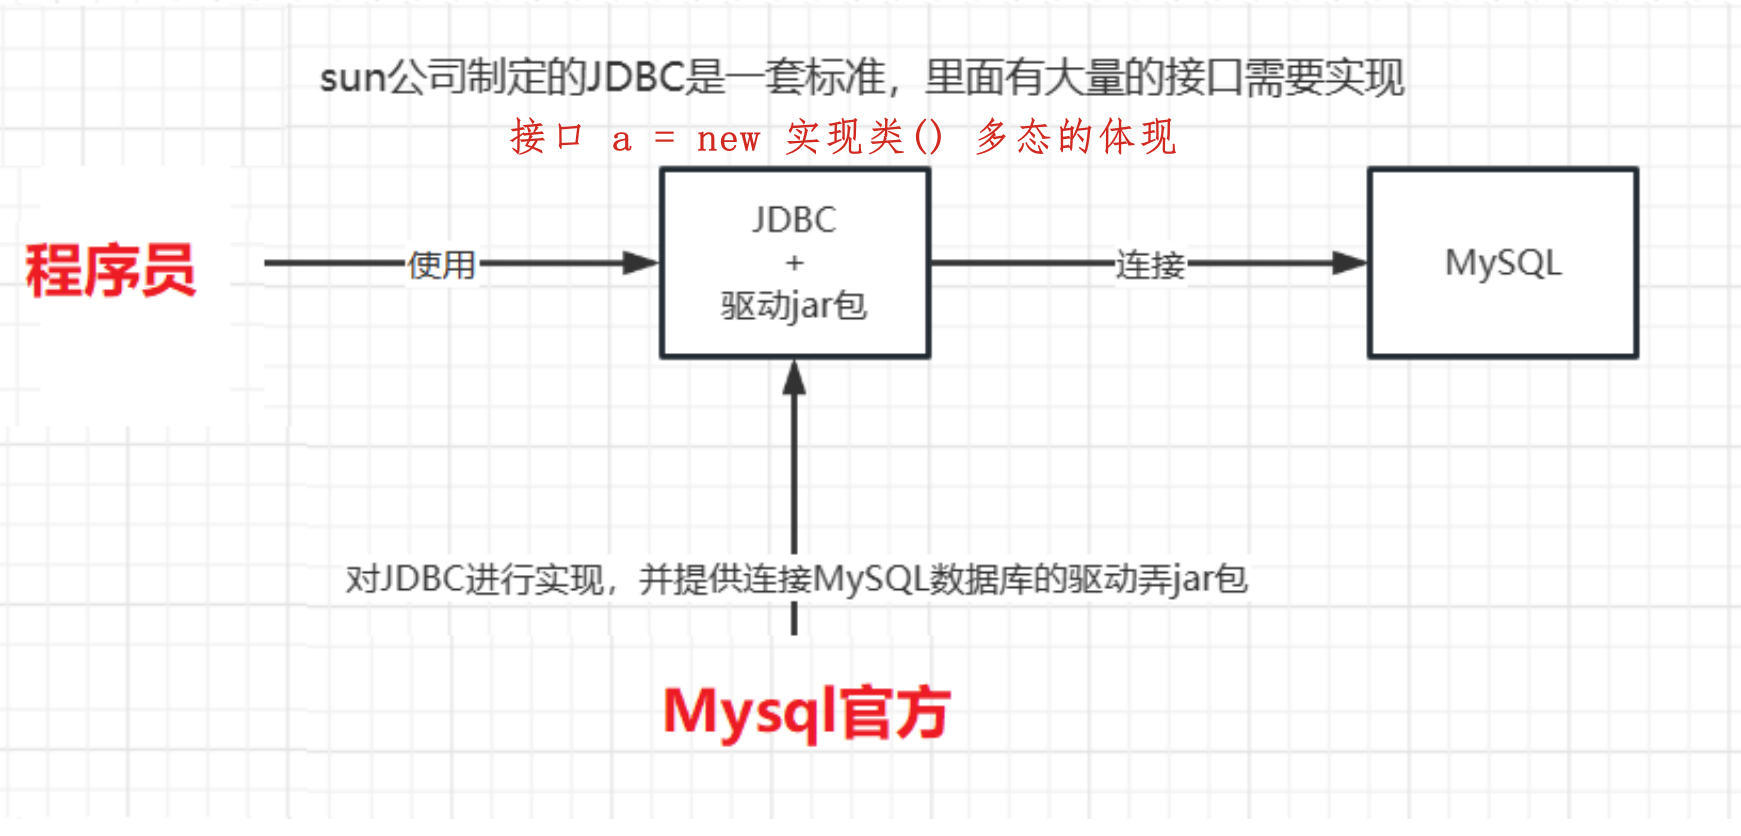 sun公司制定的JDBC是一套标准，里面有大量的接口需要实现
接口 a = new 实现类() 多态的体现
程序员
使用
JDBC
+
驱动jar包
连接
MySQL
对JDBC进行实现，并提供连接MySQL数据库的驱动弄jar包
Mysql官方